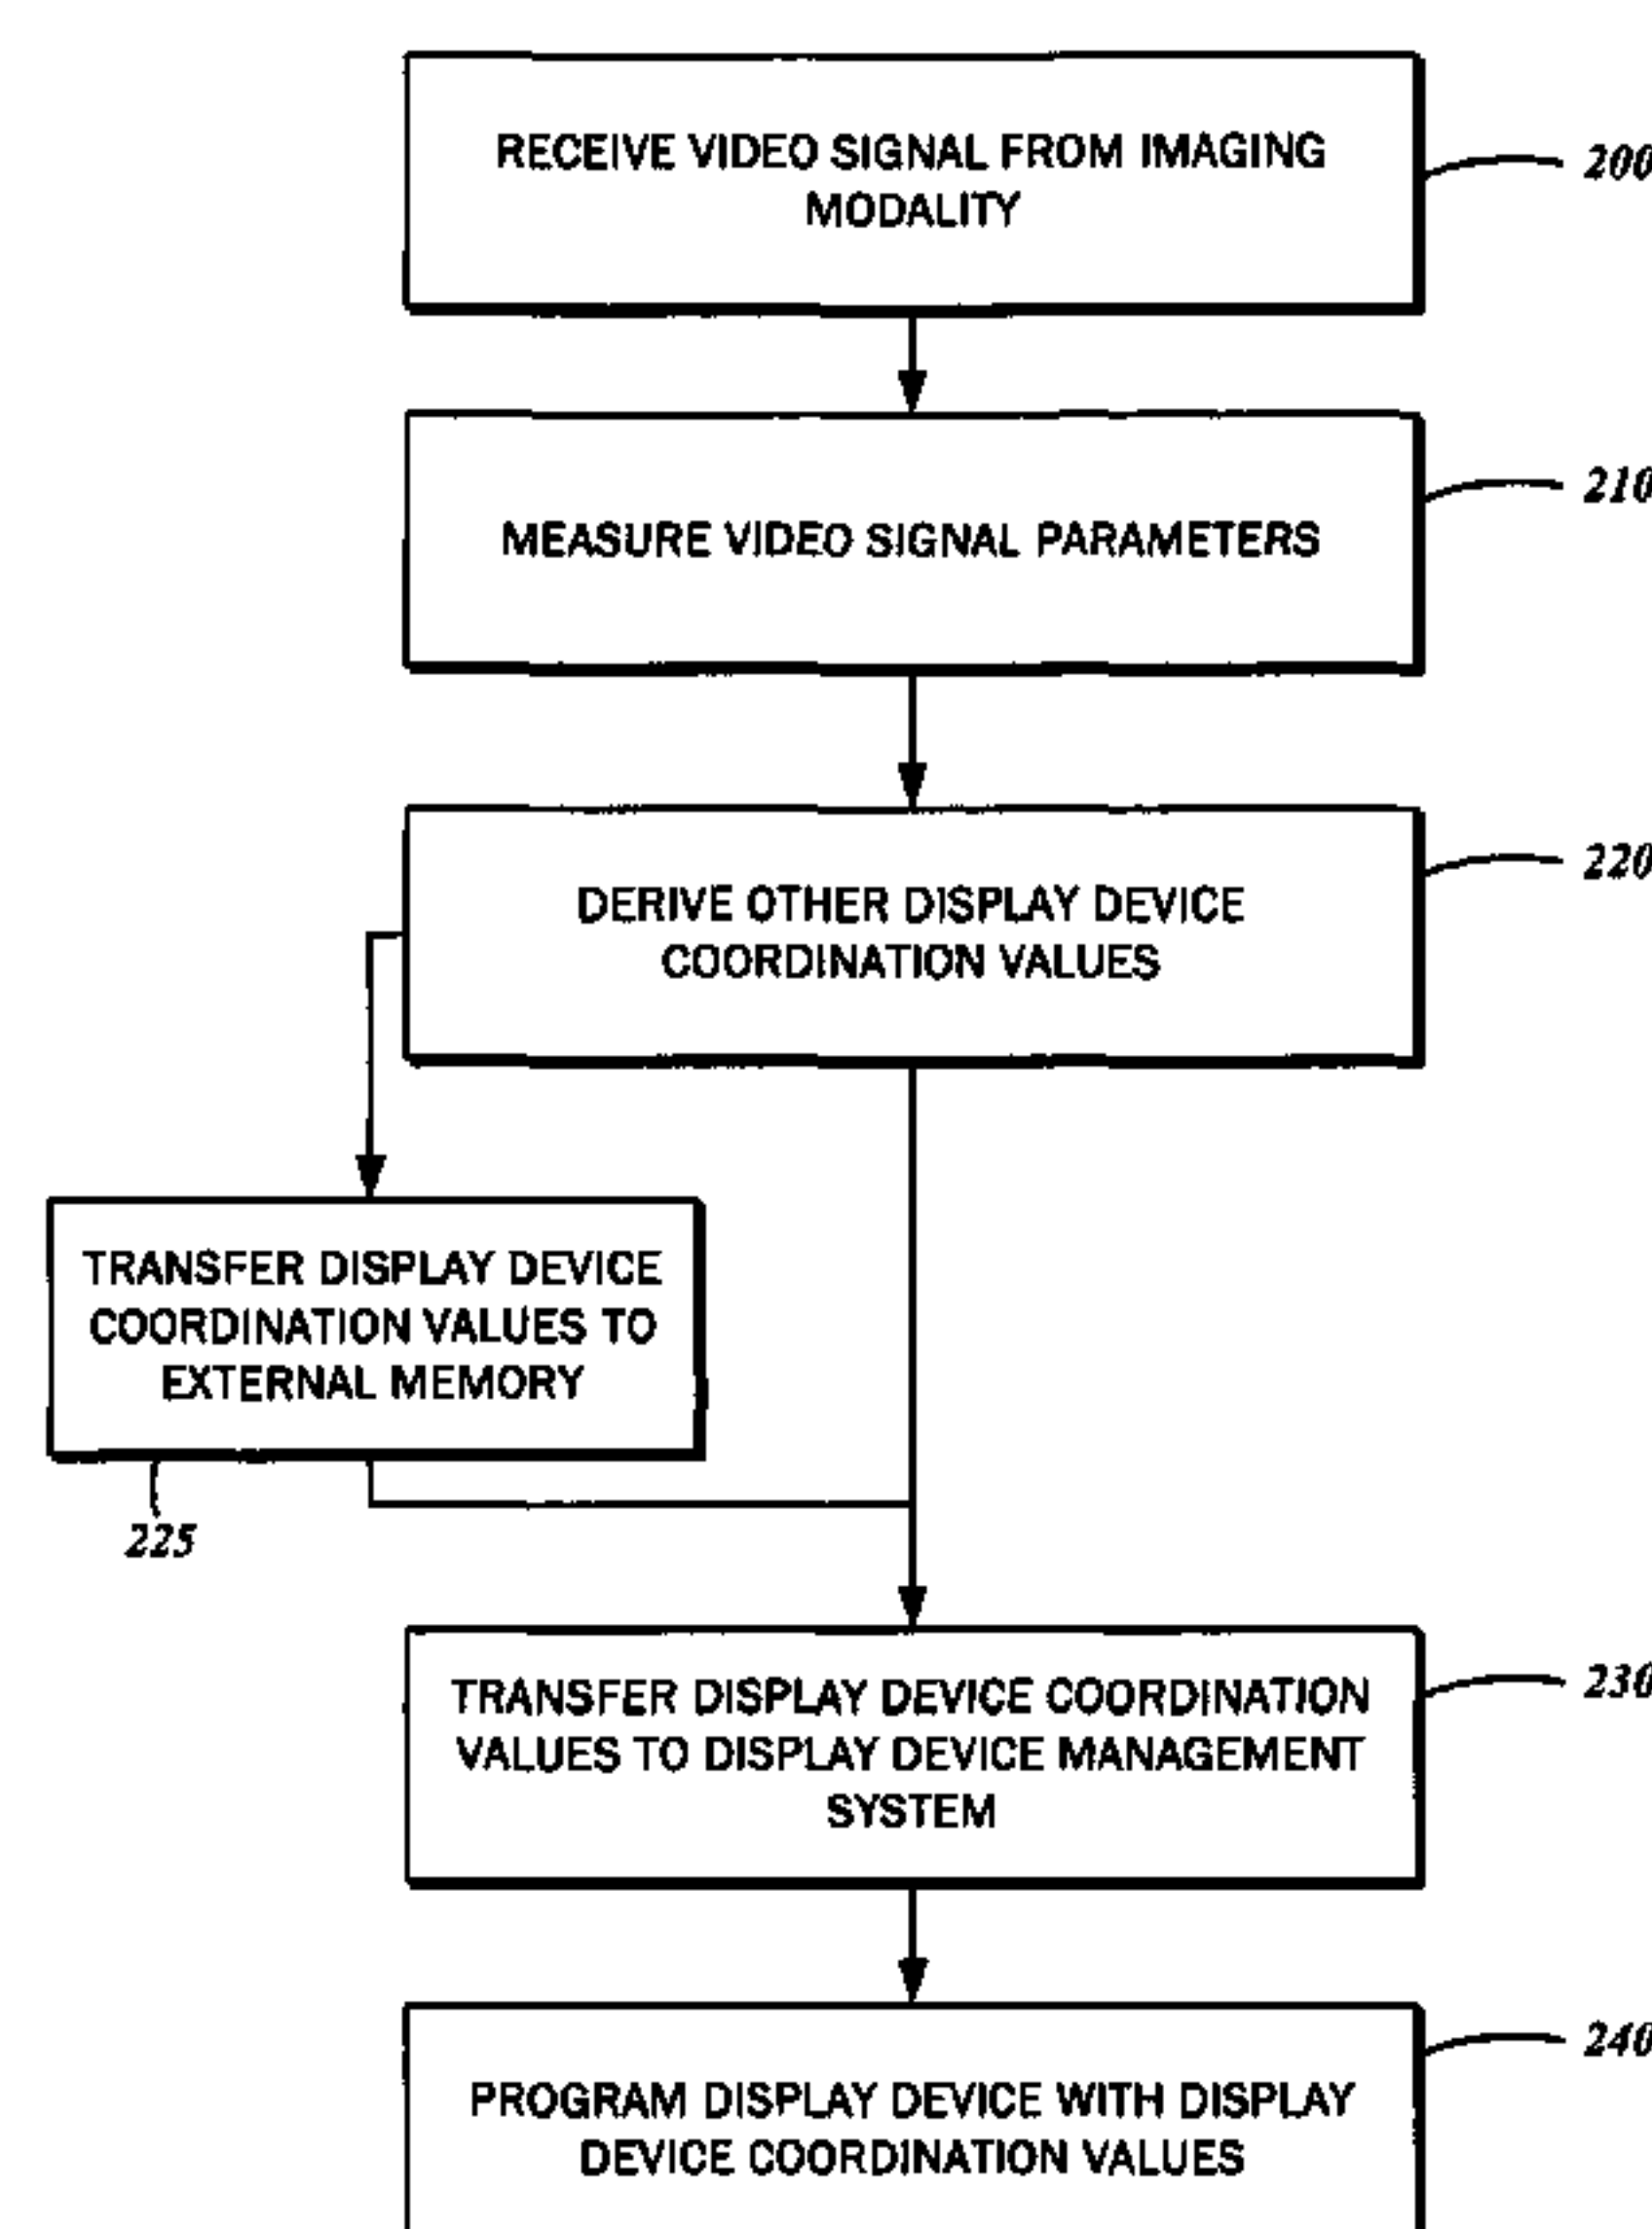 RECEIVE VIDEO SIGNAL FROM IMAGING
MODALITY
200
210
MEASURE VIDEO SIGNAL PARAMETERS
220
DERIVE OTHER DISPLAY DEVICE
COORDINATION VALUES
TRANSFER DISPLAY DEVICE
COORDINATION VALUES TO
EXTERNAL MEMORY
225
230
TRANSFER DISPLAY DEVICE COORDINATION
VALUES TO DISPLAY DEVICE MANAGEMENT
SYSTEM
240
PROGRAM DISPLAY DEVICE WITH DISPLAY
DEVICE COORDINATION VALUES